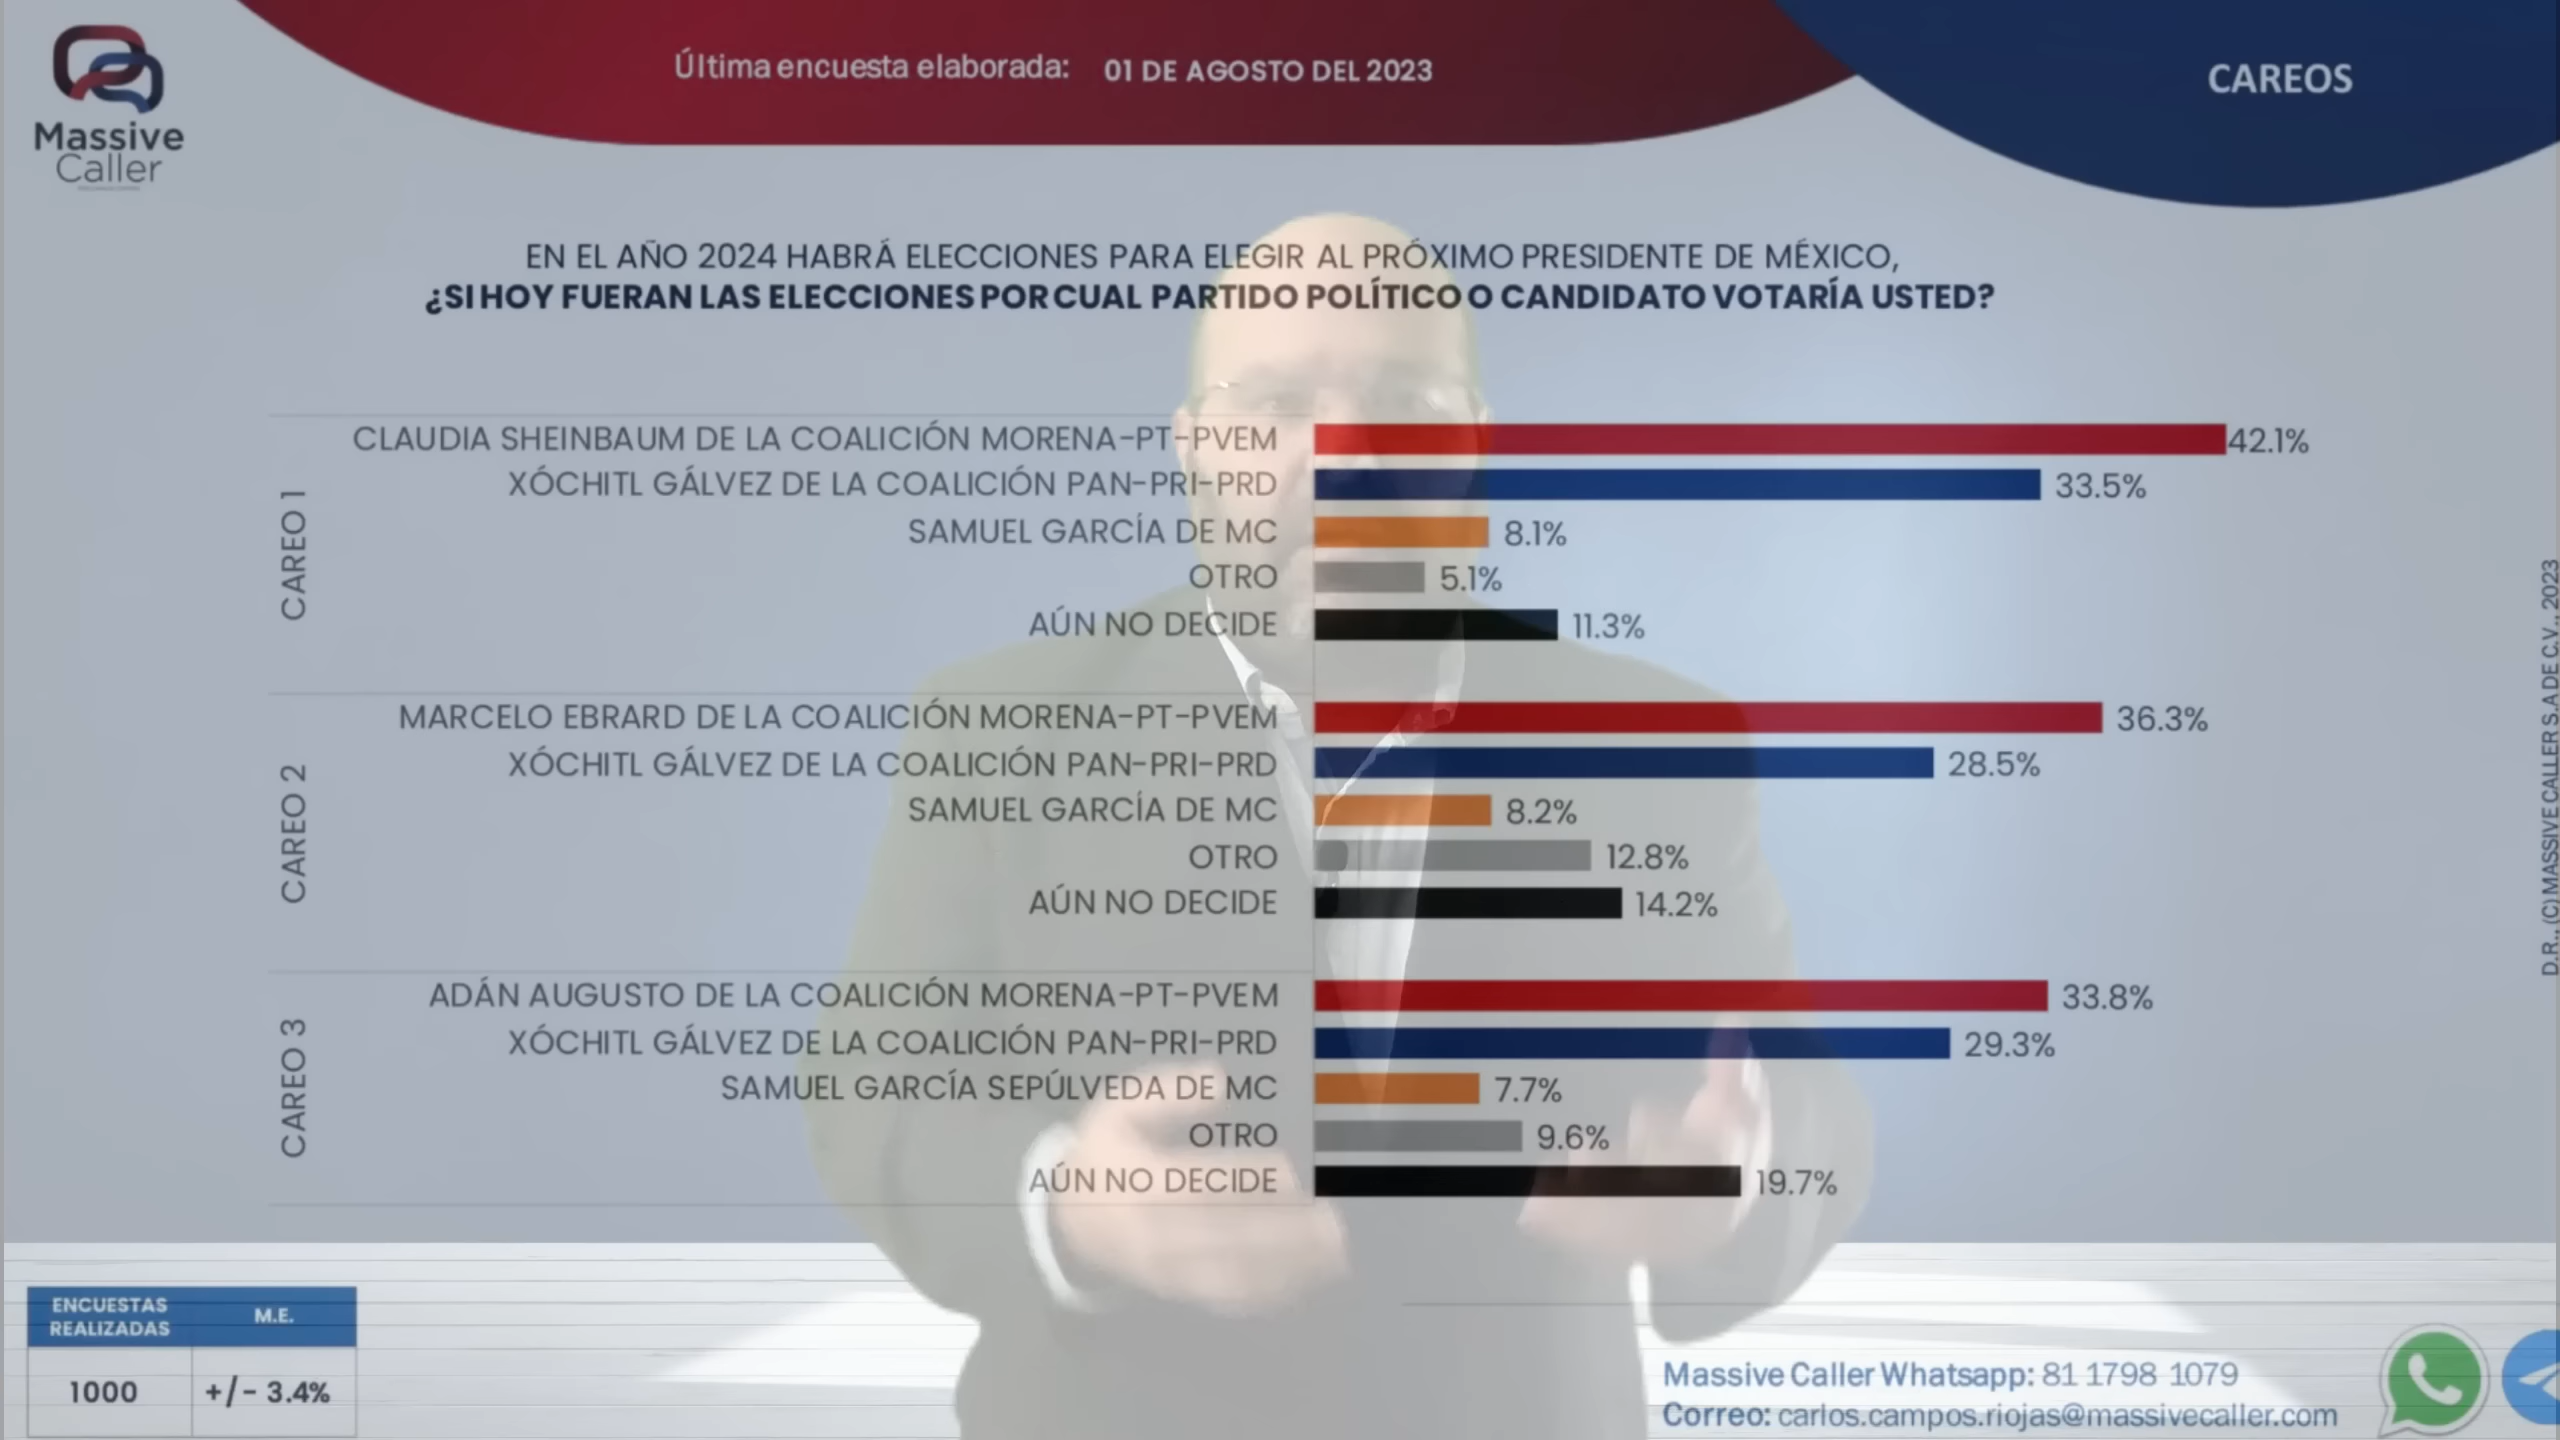 Massive
Caller
Última encuesta elaborada: 01 DE AGOSTO DEL 2023
CAREOS
EN EL AÑO 2024 HABRÁ ELECCIONES PARA ELEGIR AL PRÓXIMO PRESIDENTE DE MÉXICO,
¿SI HOY FUERAN LAS ELECCIONES POR CUAL PARTIDO POLÍTICO O CANDIDATO VOTARÍA USTED?
CAREO 1
CLAUDIA SHEINBAUM DE LA COALICIÓN MORENA-PT-PVEM 42.1%
XÓCHITL GÁLVEZ DE LA COALICIÓN PAN-PRI-PRD 33.5%
SAMUEL GARCÍA DE MC 8.1%
OTRO 5.1%
AÚN NO DECIDE 11.3%
CAREO 2
MARCELO EBRARD DE LA COALICIÓN MORENA-PT-PVEM 36.3%
XÓCHITL GÁLVEZ DE LA COALICIÓN PAN-PRI-PRD 28.5%
SAMUEL GARCÍA DE MC 8.2%
OTRO 12.8%
AÚN NO DECIDE 14.2%
CAREO 3
ADÁN AUGUSTO DE LA COALICIÓN MORENA-PT-PVEM 33.8%
XÓCHITL GÁLVEZ DE LA COALICIÓN PAN-PRI-PRD 29.3%
SAMUEL GARCÍA SEPÚLVEDA DE MC 7.7%
OTRO 9.6%
AÚN NO DECIDE 19.7%
D.R., (C) MASSIVE CALLER S.A DE C.V., 2023
ENCUESTAS REALIZADAS
M.E.
1000
+/- 3.4%
Massive Caller Whatsapp: 81 1798 1079
Correo: carlos.campos.riojas@massivecaller.com